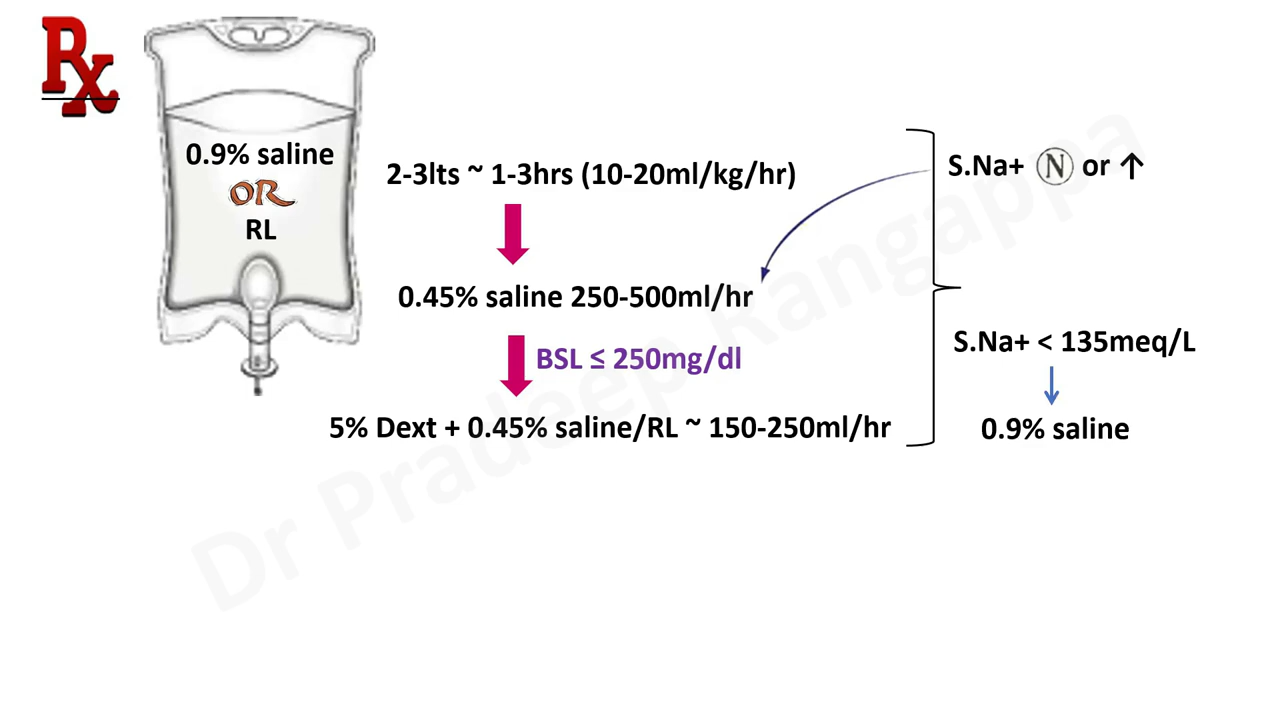 Rx
0.9% saline
OR
RL
2-3lts ~ 1-3hrs (10-20ml/kg/hr)
0.45% saline 250-500ml/hr
BSL ≤ 250mg/dl
5% Dext + 0.45% saline/RL ~ 150-250ml/hr
S.Na+ N or ↑
S.Na+ < 135meq/L
0.9% saline
Dr Pradeep Rangappa